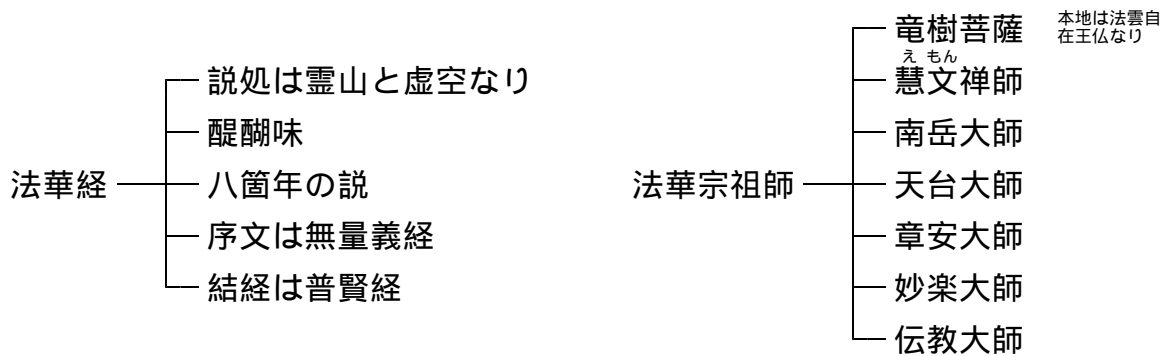 法華経
説処は霊山と虚空なり
醍醐味
八箇年の説
序文は無量義経
結経は普賢経
法華宗祖師
竜樹菩薩
本地は法雲自
在王仏なり
えもん
慧文禅師
南岳大師
天台大師
章安大師
妙楽大師
伝教大師